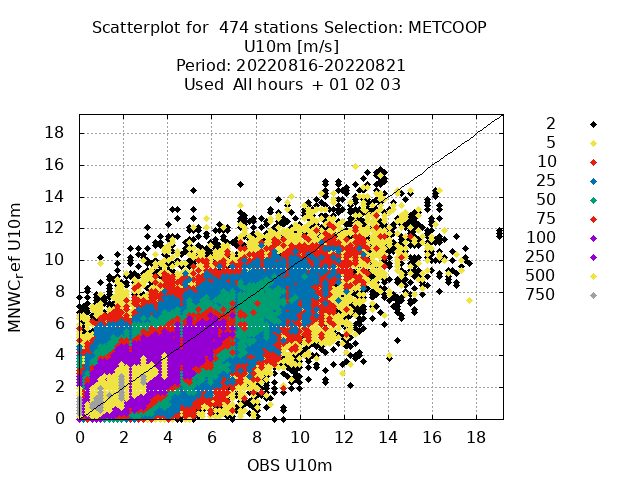 Scatterplot for  474 stations Selection: METCOOP
U10m [m/s]
Period: 20220816-20220821
Used  All hours  + 01 02 03
MNWC,ref U10m
18
16
14
12
10
8
6
4
2
0
0 2 4 6 8 10 12 14 16 18
OBS U10m
2
5
10
25
50
75
100
250
500
750